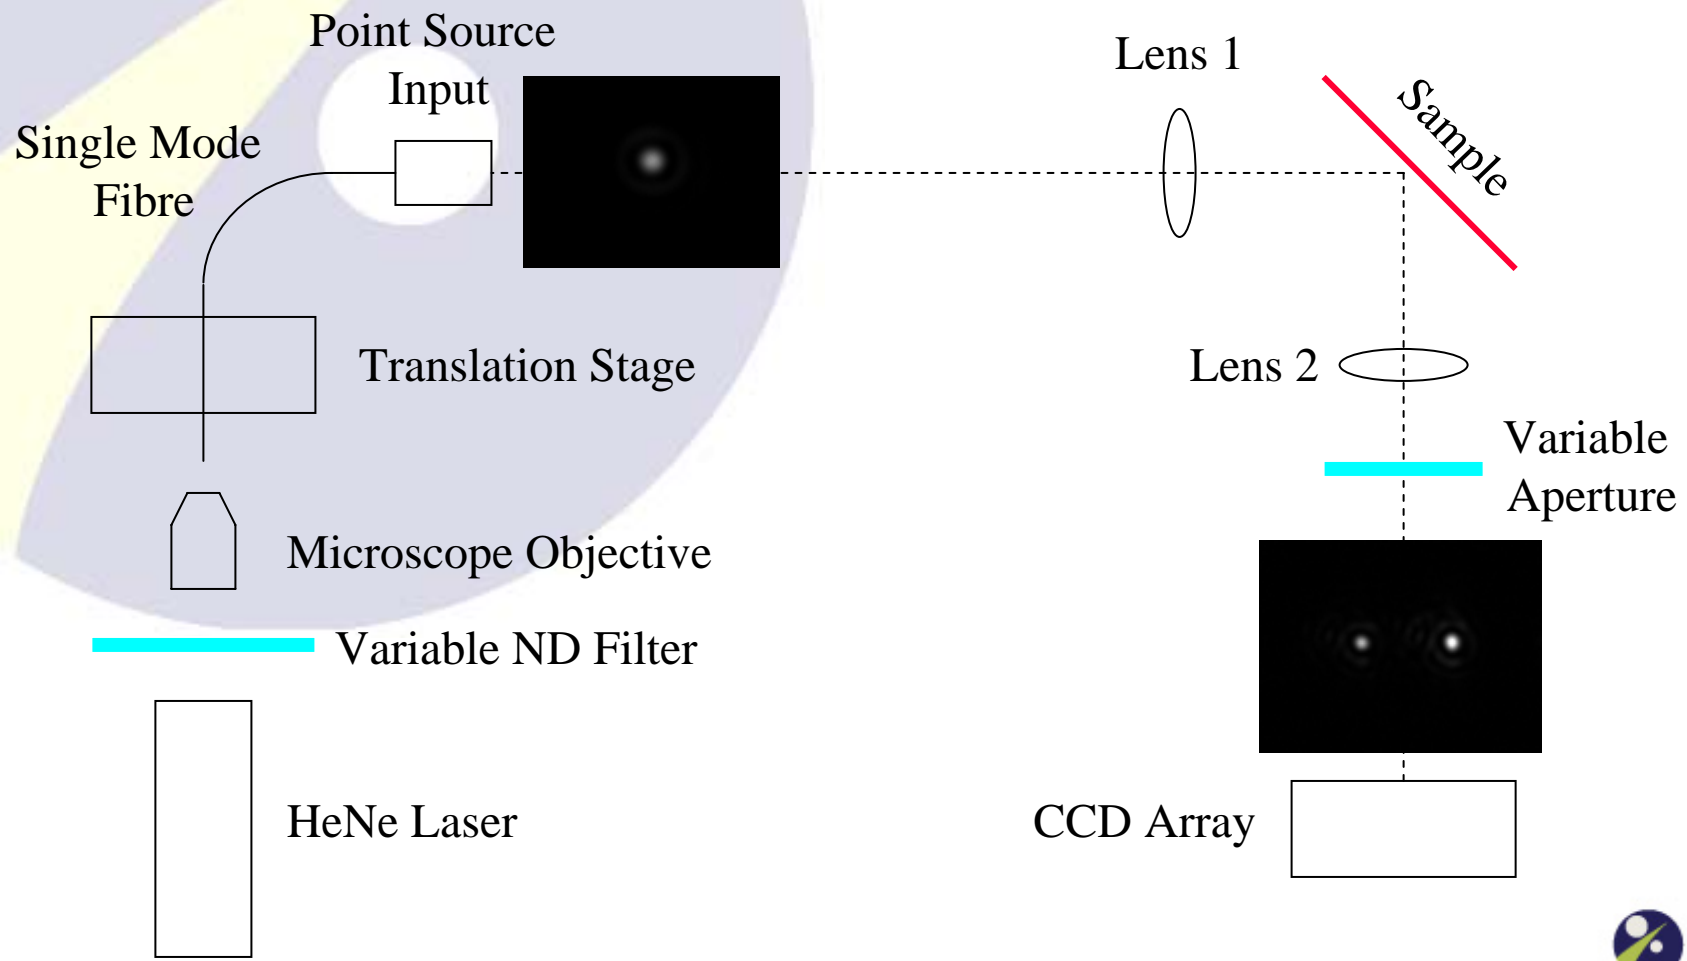 Point Source
Input
Single Mode
Fibre
Translation Stage
Microscope Objective
Variable ND Filter
HeNe Laser
Lens 1
Sample
Lens 2
Variable
Aperture
CCD Array